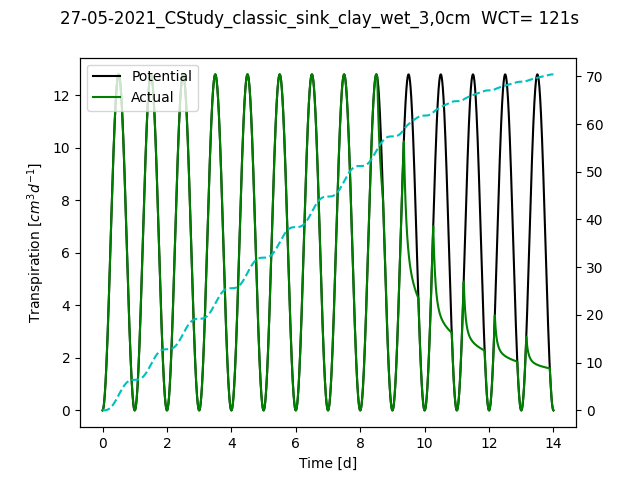 27-05-2021_CStudy_classic_sink_clay_wet_3,0cm  WCT= 121s
Potential
Actual
Transpiration [cm³d⁻¹]
12
10
8
6
4
2
0
70
60
50
40
30
20
10
0
0 2 4 6 8 10 12 14
Time [d]